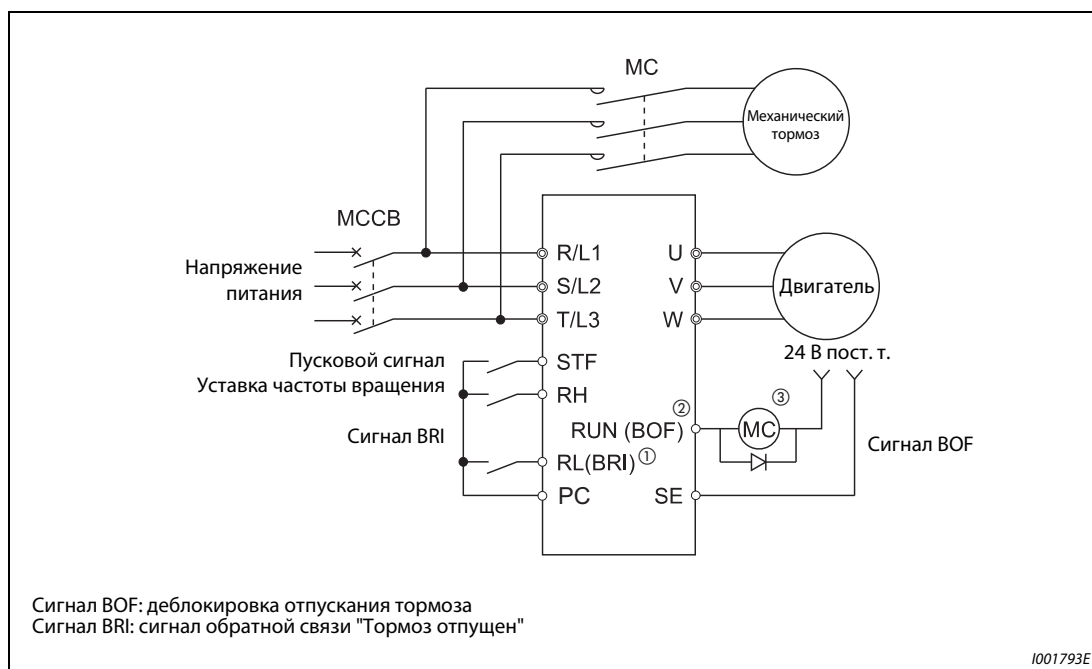 MC
Механический
тормоз
MCCB
Напряжение
питания
R/L1
S/L2
T/L3
U
V
W
Двигатель
24 В пост. т.
Пусковой сигнал
Уставка частоты вращения
STF
RH
Сигнал BRI
RUN (BOF) ②
MC ③
Сигнал BOF
RL(BRI) ①
PC
SE
Сигнал BOF: деблокировка отпускания тормоза
Сигнал BRI: сигнал обратной связи "Тормоз отпущен"
I001793E